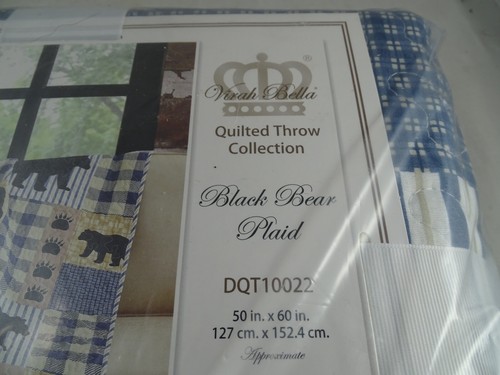 Virah Bella®
Quilted Throw
Collection
Black Bear
Plaid
DQT10022
50 in. x 60 in.
127 cm. x 152.4 cm.
Approximate